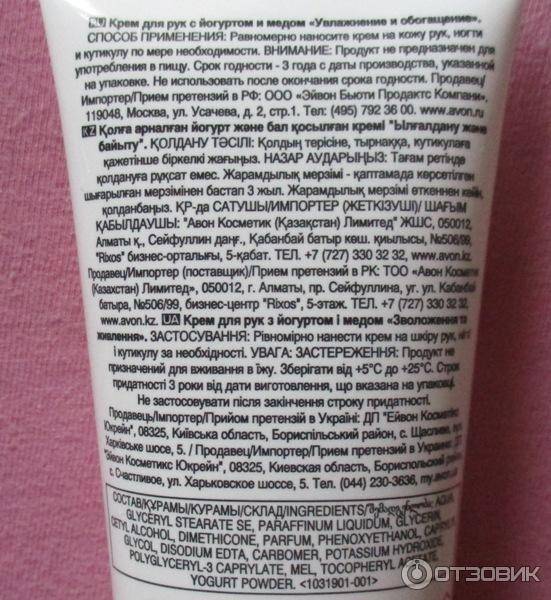 RU Крем для рук с йогуртом и медом «Увлажнение и обогащение».
СПОСОБ ПРИМЕНЕНИЯ: Равномерно наносите крем на кожу рук, ногти
и кутикулу по мере необходимости. ВНИМАНИЕ: Продукт не предназначен для
употребления в пищу. Срок годности - 3 года с даты производства, указанной
на упаковке. Не использовать после окончания срока годности. Продавец/
Импортер/Прием претензий в РФ: ООО «Эйвон Бьюти Продактс Компани»,
119048, Москва, ул. Усачева, д. 2, стр.1. Тел: (495) 792 36 00. www.avon.ru
KZ Қолға арналған йогурт және бал қосылған кремі "Ылғалдану және
байыту". ҚОЛДАНУ ТӘСІЛІ: Қолдың терісіне, тырнаққа, кутикулаға
қажетінше біркелкі жағыңыз. НАЗАР АУДАРЫҢЫЗ: Тағам ретінде
қолдануға рұқсат емес. Жарамдылық мерзімі - қаптамада көрсетілген
шығарылған мерзімінен бастап 3 жыл. Жарамдылық мерзімі өткеннен кейін
қолданбаңыз. ҚР-да САТУШЫ/ИМПОРТЕР (ЖЕТКІЗУШІ)/ ШАҒЫМ
ҚАБЫЛДАУШЫ: "Авон Косметик (Қазақстан) Лимитед" ЖШС, 050012,
Алматы қ., Сейфуллин даңғ., Қабанбай батыр көш. қиылысы, №506/99,
"Rixos" бизнес-орталығы, 5-қабат. ТЕЛ. +7 (727) 330 32 32, www.avon.kz.
Продавец/Импортер (поставщик)/Прием претензий в РК: ТОО «Авон Косметик
(Казахстан) Лимитед», 050012, г. Алматы, пр. Сейфуллина, уг. ул. Кабанбай
батыра, №506/99, бизнес-центр "Rixos", 5-этаж. ТЕЛ. +7 (727) 330 32 32,
www.avon.kz. UA Крем для рук з йогуртом і медом «Зволоження та
живлення». ЗАСТОСУВАННЯ: Рівномірно нанести крем на шкіру рук, нігті
і кутикулу за необхідності. УВАГА: ЗАСТЕРЕЖЕННЯ: Продукт не
призначений для вживання в їжу. Зберігати від +5°C до +25°C. Строк
придатності 3 роки від дати виготовлення, що вказана на упаковці.
Не застосовувати після закінчення строку придатності.
Продавець/Імпортер/Прийом претензій в Україні: ДП "Ейвон Косметікс
Юкрейн", 08325, Київська область, Бориспільський район, с. Щасливе, вул.
Харківське шосе, 5. / Продавец/Импортер/Прием претензий в Украине: ДП
"Эйвон Косметикс Юкрейн", 08325, Киевская область, Бориспольский район,
с. Счастливое, ул. Харьковское шоссе, 5. Тел: (044) 230-3636, my.avon.ua
СОСТАВ/ҚҰРАМЫ/КУРАМЫ/СКЛАД/INGREDIENTS/შემადგენლობა: AQUA,
GLYCERYL STEARATE SE, PARAFFINUM LIQUIDUM, GLYCERIN,
CETYL ALCOHOL, DIMETHICONE, PARFUM, PHENOXYETHANOL, CAPRYLYL
GLYCOL, DISODIUM EDTA, CARBOMER, POTASSIUM HYDROXIDE,
POLYGLYCERYL-3 CAPRYLATE, MEL, TOCOPHERYL ACETATE,
YOGURT POWDER. <1031901-001>
ОТЗОВИК